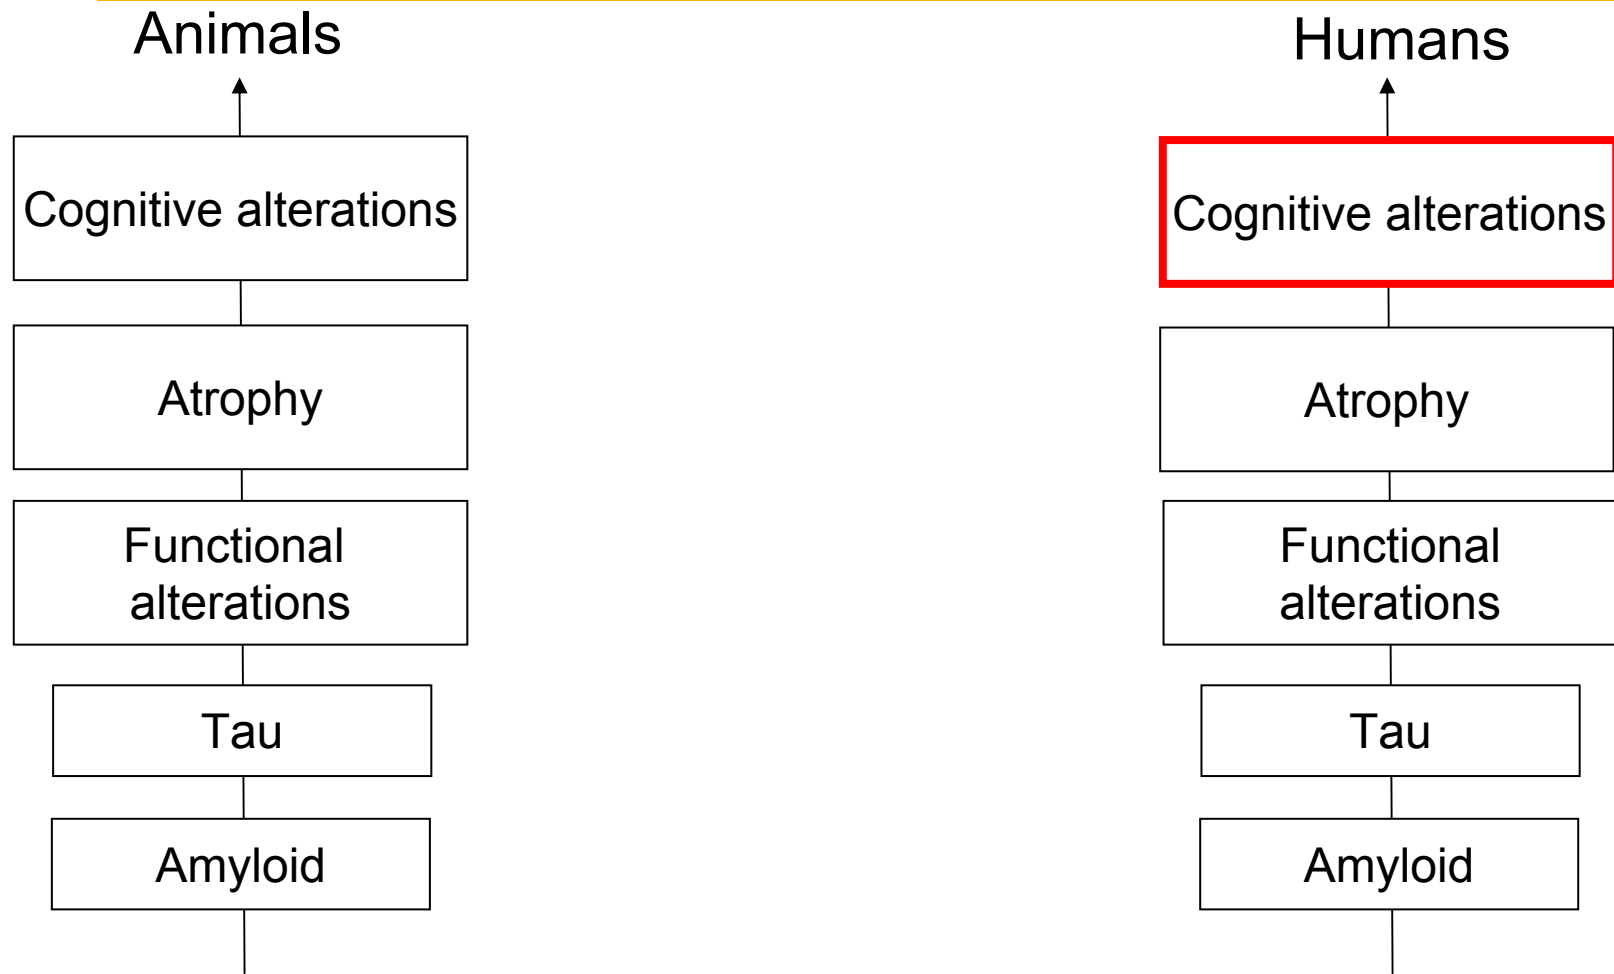 Animals
Cognitive alterations
Atrophy
Functional
alterations
Tau
Amyloid
Humans
Cognitive alterations
Atrophy
Functional
alterations
Tau
Amyloid